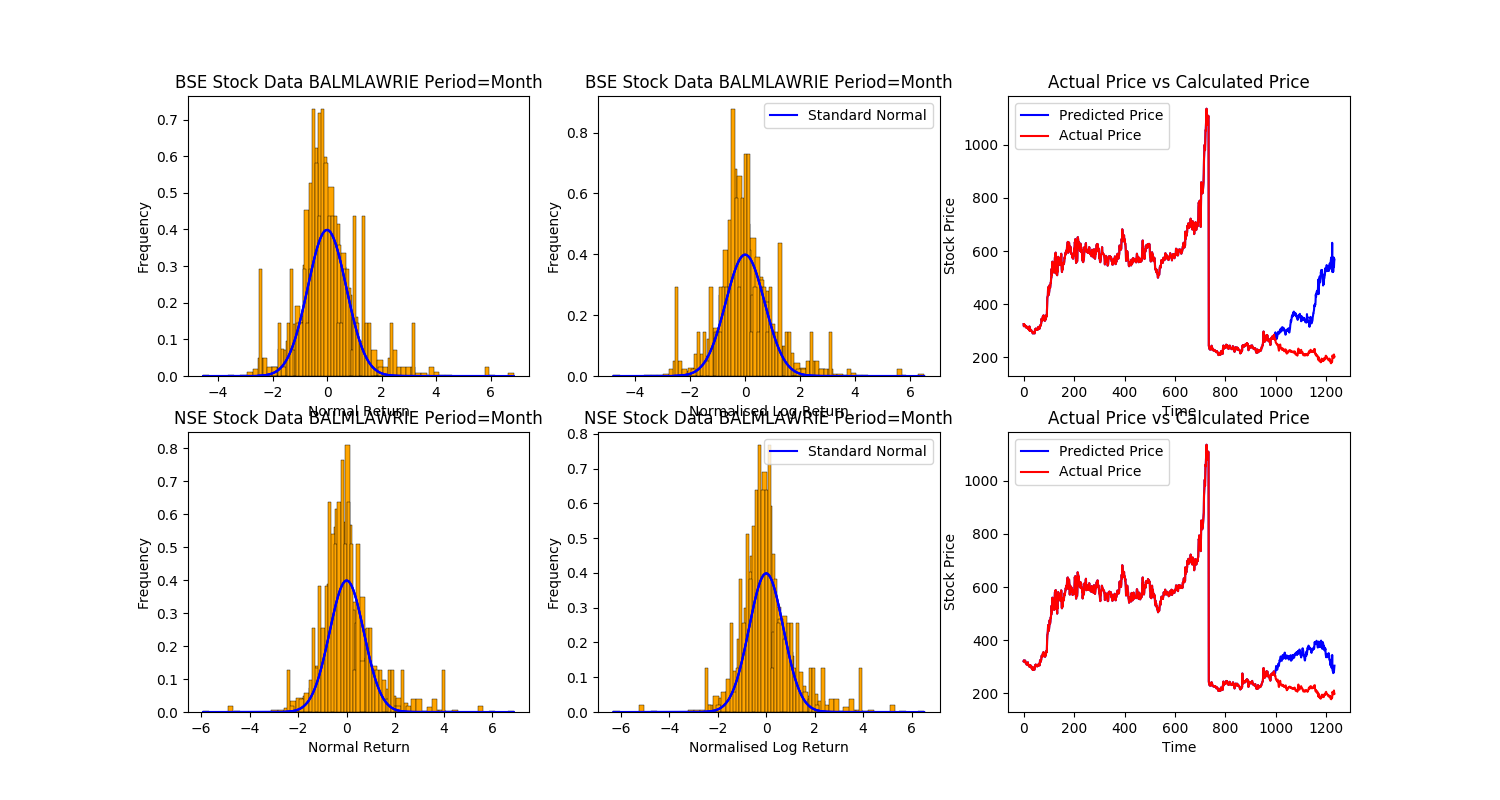 BSE Stock Data BALMLAWRIE Period=Month
Frequency
0.7
0.6
0.5
0.4
0.3
0.2
0.1
0.0
−4 −2 0 2 4 6
Normal Return
BSE Stock Data BALMLAWRIE Period=Month
Standard Normal
Frequency
0.8
0.6
0.4
0.2
0.0
−4 −2 0 2 4 6
Normalised Log Return
Actual Price vs Calculated Price
Predicted Price
Actual Price
Stock Price
1000
800
600
400
200
0 200 400 600 800 1000 1200
Time
NSE Stock Data BALMLAWRIE Period=Month
Frequency
0.8
0.7
0.6
0.5
0.4
0.3
0.2
0.1
0.0
−6 −4 −2 0 2 4 6
Normal Return
NSE Stock Data BALMLAWRIE Period=Month
Standard Normal
Frequency
0.8
0.7
0.6
0.5
0.4
0.3
0.2
0.1
0.0
−6 −4 −2 0 2 4 6
Normalised Log Return
Actual Price vs Calculated Price
Predicted Price
Actual Price
Stock Price
1000
800
600
400
200
0 200 400 600 800 1000 1200
Time